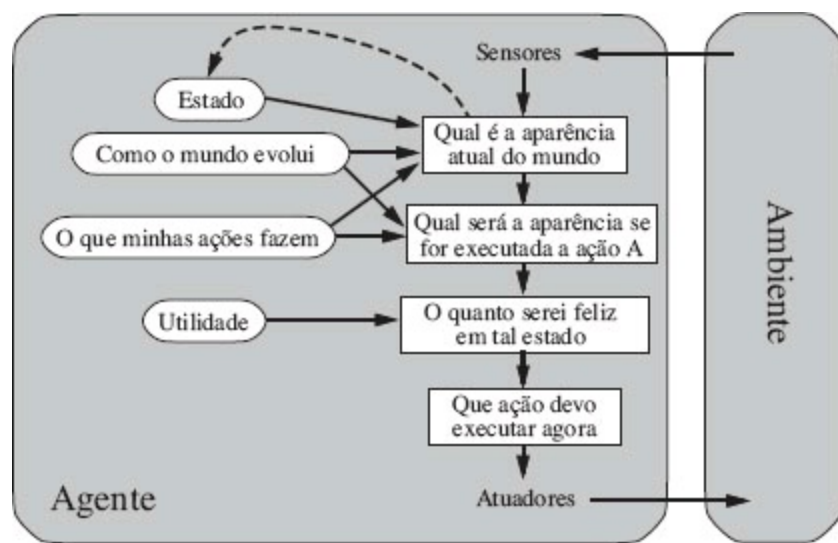 Sensores
Estado
Qual é a aparência
atual do mundo
Como o mundo evolui
Qual será a aparência se
for executada a ação A
O que minhas ações fazem
O quanto serei feliz
em tal estado
Utilidade
Que ação devo
executar agora
Agente
Atuadores
Ambiente